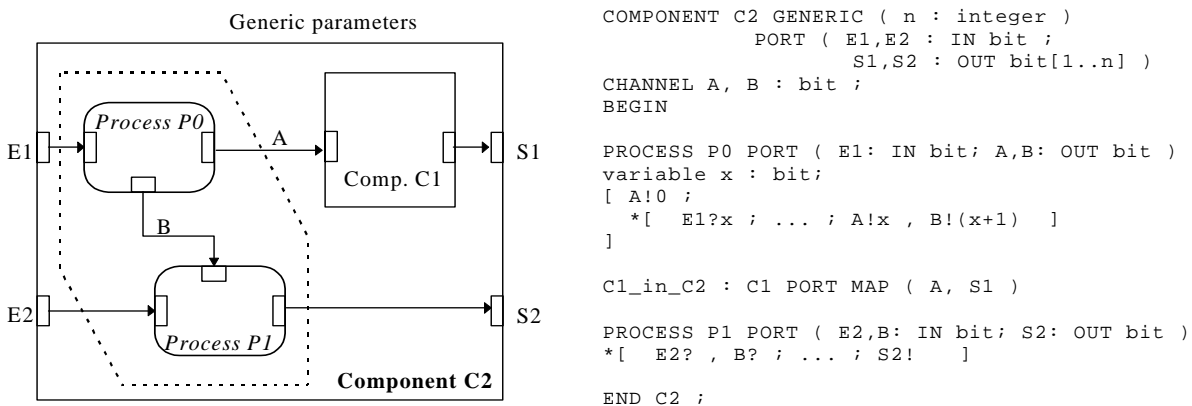 Generic parameters
Process P0
E1
A
S1
Comp. C1
B
E2
S2
Process P1
Component C2
COMPONENT C2 GENERIC ( n : integer )
PORT ( E1,E2 : IN bit ;
S1,S2 : OUT bit[1..n] )
CHANNEL A, B : bit ;
BEGIN
PROCESS P0 PORT ( E1: IN bit; A,B: OUT bit )
variable x : bit;
[ A!0 ;
*[ E1?x ; ... ; A!x , B!(x+1) ]
]
C1_in_C2 : C1 PORT MAP ( A, S1 )
PROCESS P1 PORT ( E2,B: IN bit; S2: OUT bit )
*[ E2? , B? ; ... ; S2! ]
END C2 ;